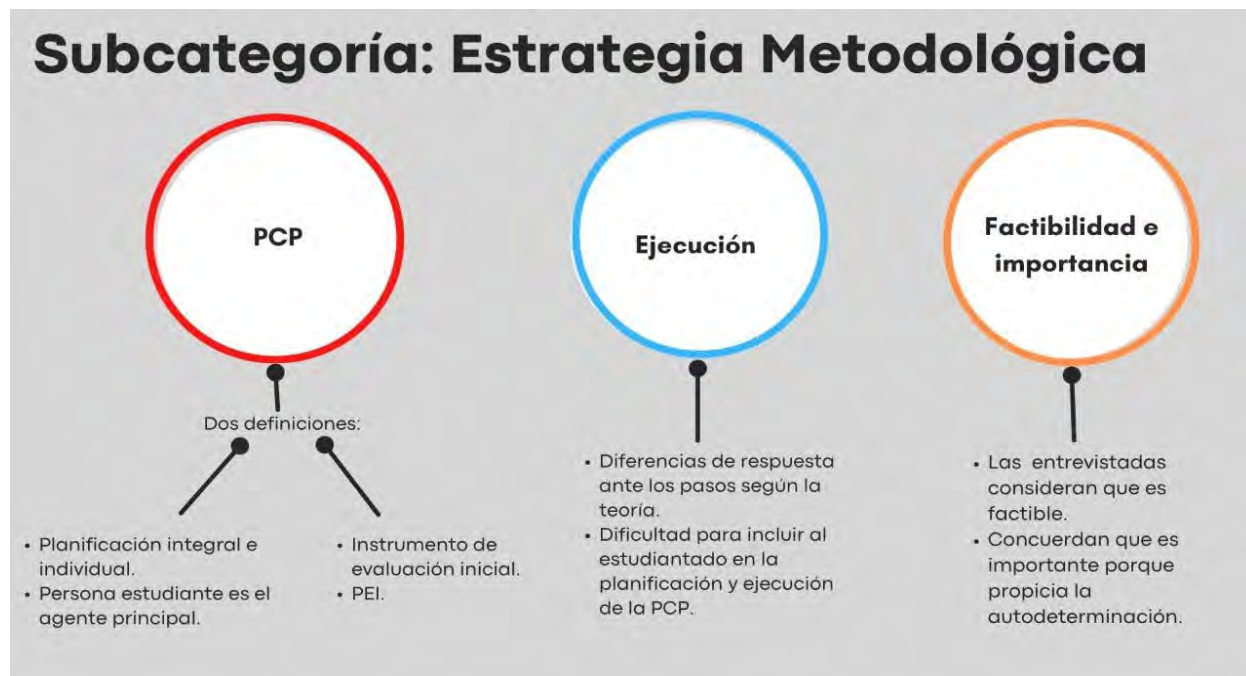 Subcategoría: Estrategia Metodológica
PCP
Dos definiciones:
• Planificación integral e
individual.
• Persona estudiante es el
agente principal.
• Instrumento de
evaluación inicial.
• PEI.
Ejecución
• Diferencias de respuesta
ante los pasos según la
teoría.
• Dificultad para incluir al
estudiantado en la
planificación y ejecución
de la PCP.
Factibilidad e
importancia
• Las entrevistadas
consideran que es
factible.
• Concuerdan que es
importante porque
propicia la
autodeterminación.